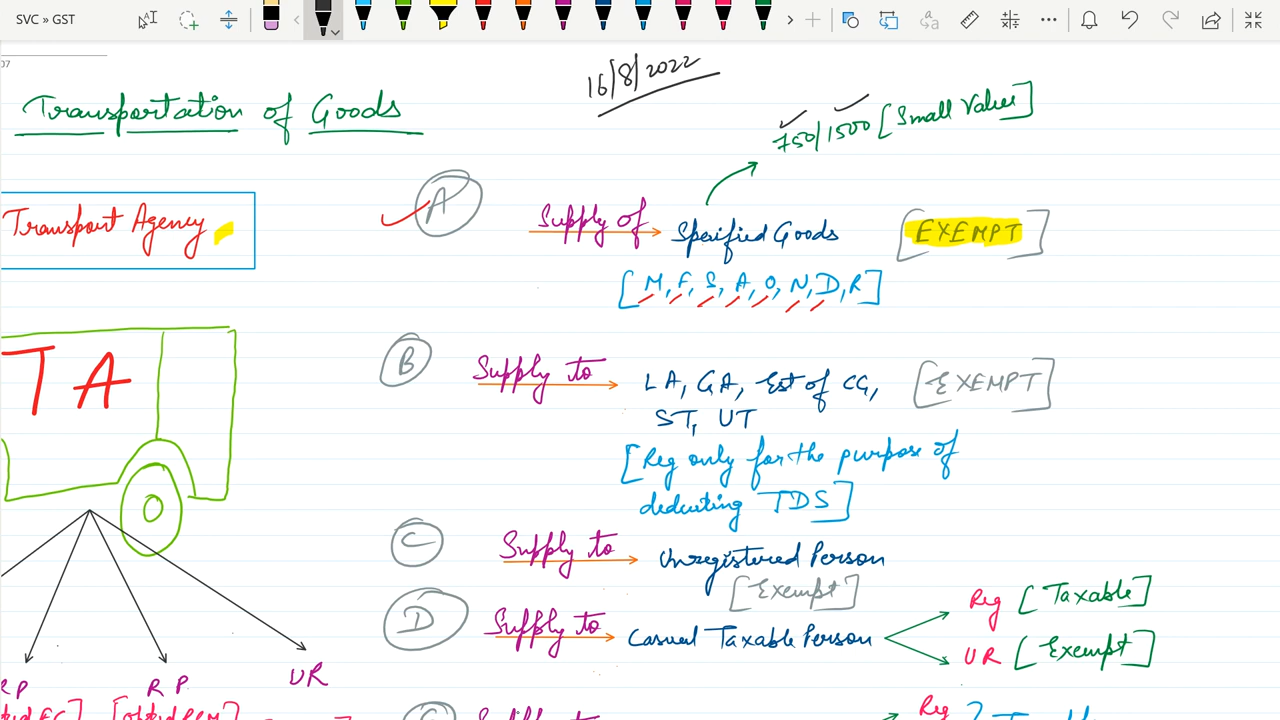 SVC » GST
07
16/8/2022
Transportation of Goods
750/1500 [Small Value]
Transport Agency
A
Supply of
Specified Goods
[EXEMPT]
[M, F, S, A, O, N, D, R]
T A
B
Supply to
LA, GA, Est of CG,
ST, UT
[EXEMPT]
[Reg only for the purpose of
deducting TDS]
C
Supply to
Unregistered Person
[Exempt]
D
Supply to
Casual Taxable Person
Reg [Taxable]
UR [Exempt]
RP
RP
UR
Reg